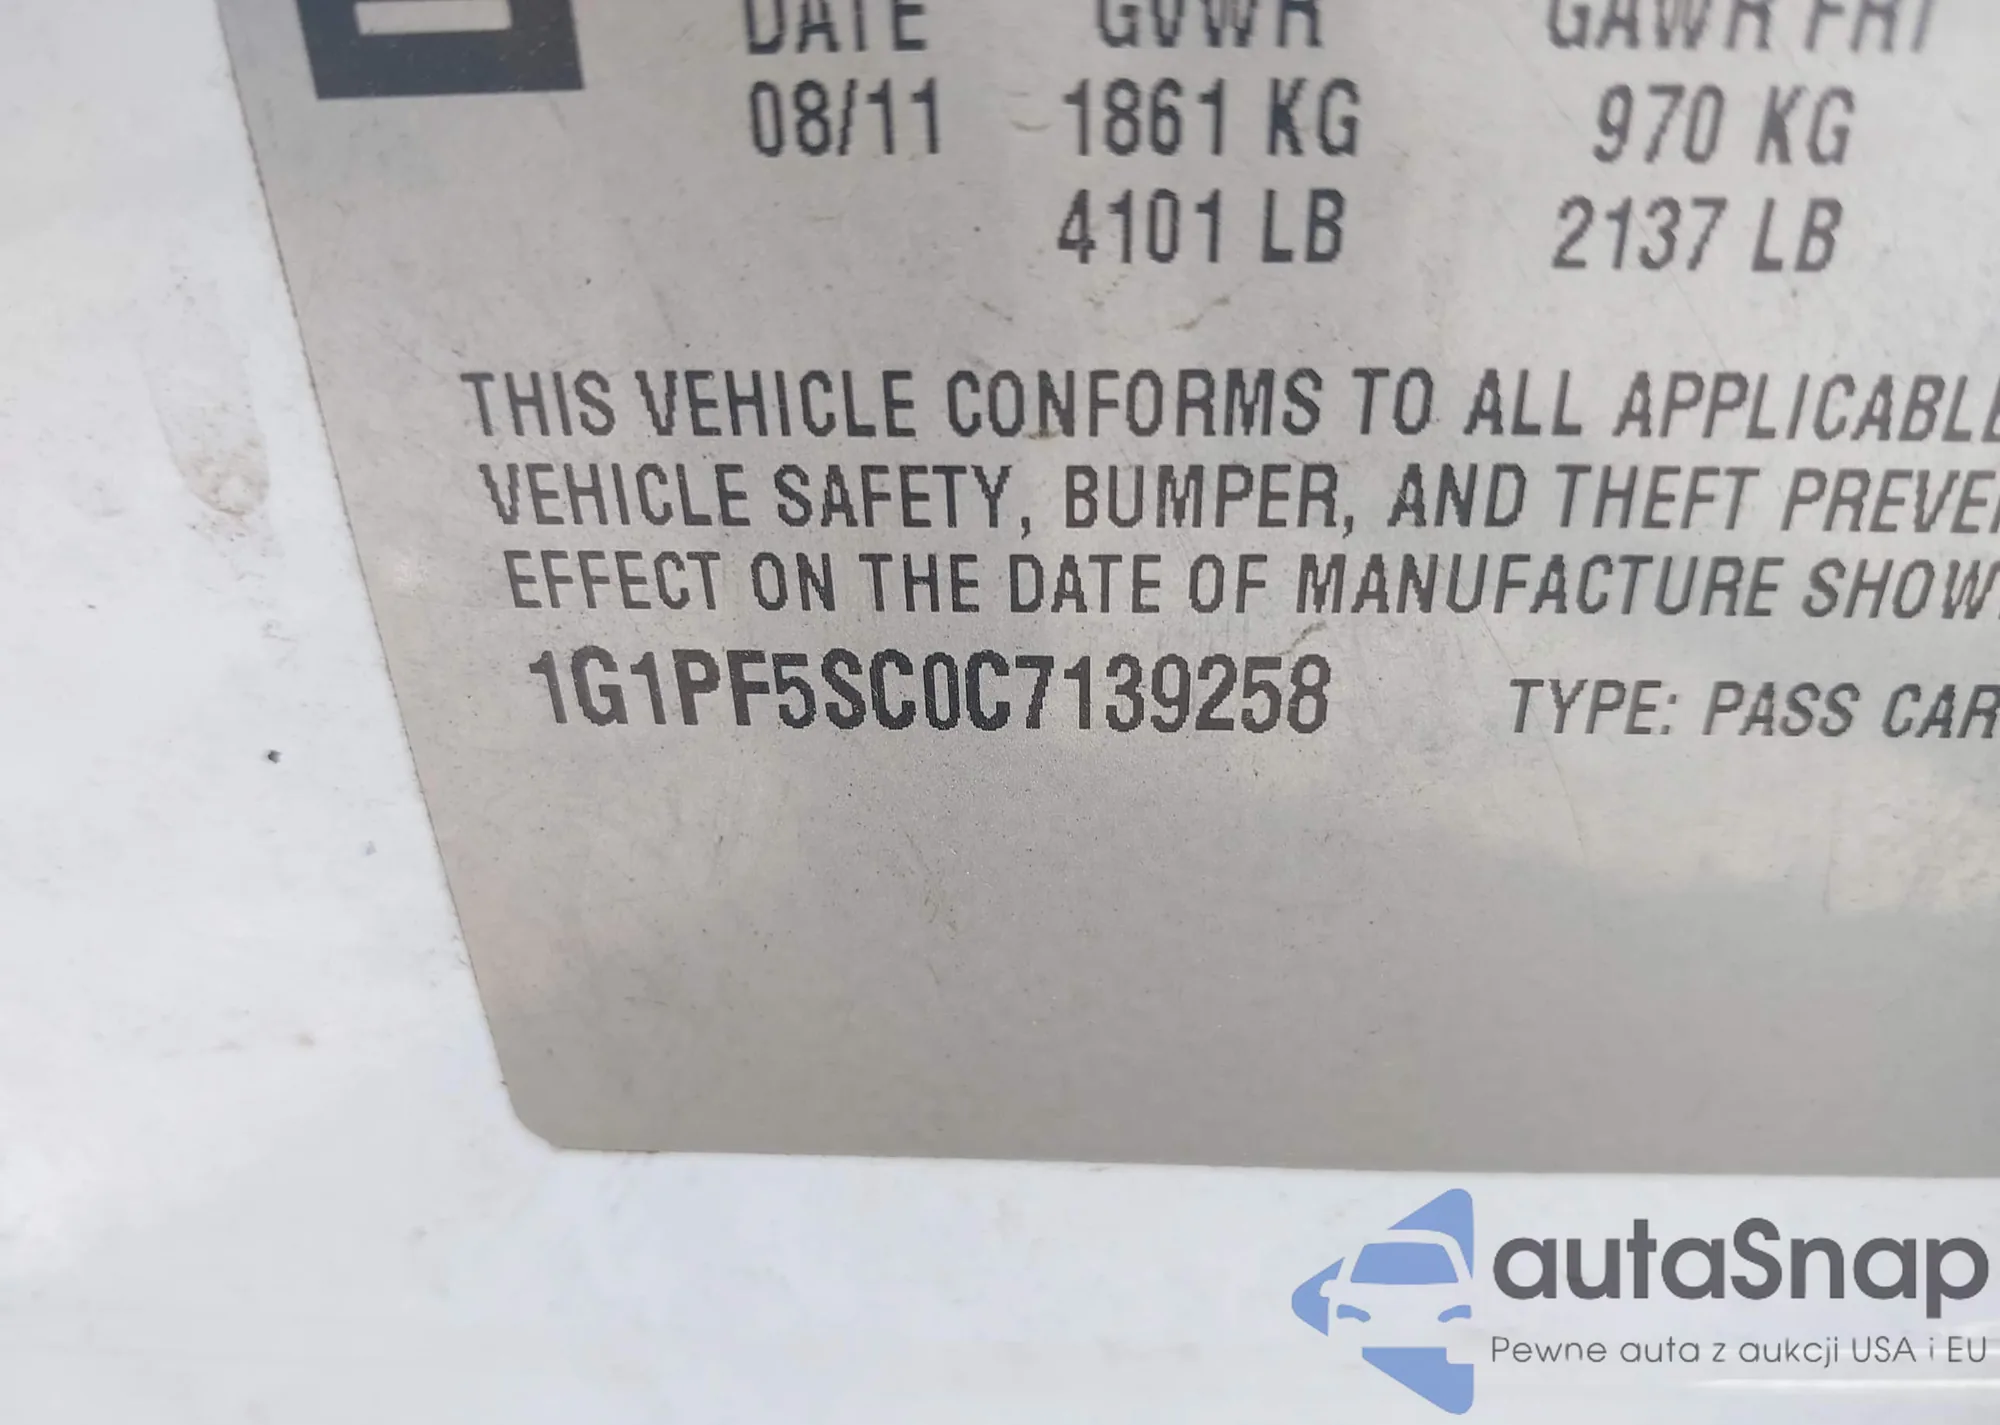 DATE GVWR GAWR FRT
08/11 1861 KG 970 KG
4101 LB 2137 LB
THIS VEHICLE CONFORMS TO ALL APPLICABLE
VEHICLE SAFETY, BUMPER, AND THEFT PREVE
EFFECT ON THE DATE OF MANUFACTURE SHOW
1G1PF5SC0C7139258 TYPE: PASS CAR
autaSnap
Pewne auta z aukcji USA i EU